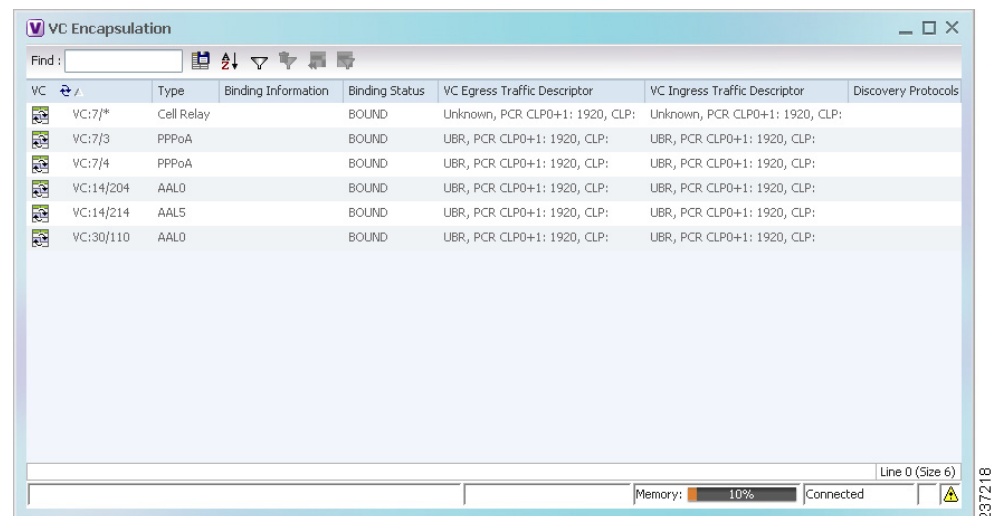 VC Encapsulation
Find :
VC Type Binding Information Binding Status VC Egress Traffic Descriptor VC Ingress Traffic Descriptor Discovery Protocols
VC:7/* Cell Relay BOUND Unknown, PCR CLP0+1: 1920, CLP: Unknown, PCR CLP0+1: 1920, CLP:
VC:7/3 PPPoA BOUND UBR, PCR CLP0+1: 1920, CLP: UBR, PCR CLP0+1: 1920, CLP:
VC:7/4 PPPoA BOUND UBR, PCR CLP0+1: 1920, CLP: UBR, PCR CLP0+1: 1920, CLP:
VC:14/204 AAL0 BOUND UBR, PCR CLP0+1: 1920, CLP: UBR, PCR CLP0+1: 1920, CLP:
VC:14/214 AAL5 BOUND UBR, PCR CLP0+1: 1920, CLP: UBR, PCR CLP0+1: 1920, CLP:
VC:30/110 AAL0 BOUND UBR, PCR CLP0+1: 1920, CLP: UBR, PCR CLP0+1: 1920, CLP:
Line 0 (Size 6)
Memory: 10% Connected
237218